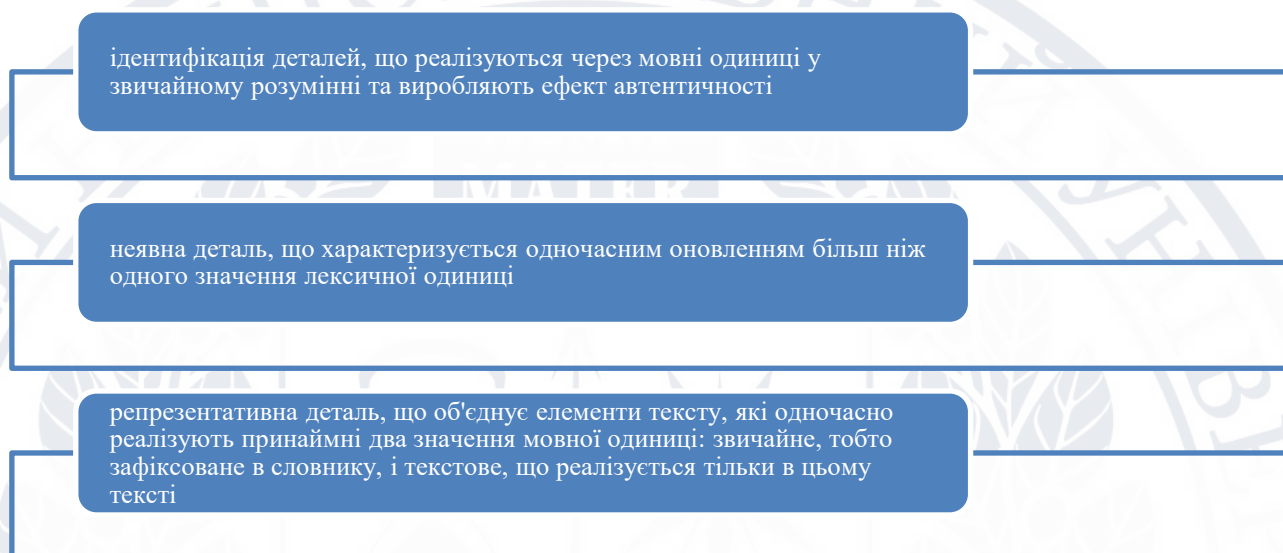 ідентифікація деталей, що реалізуються через мовні одиниці у
звичайному розумінні та виробляють ефект автентичності
неявна деталь, що характеризується одночасним оновленням більш ніж
одного значення лексичної одиниці
репрезентативна деталь, що об'єднує елементи тексту, які одночасно
реалізують принаймні два значення мовної одиниці: звичайне, тобто
зафіксоване в словнику, і текстове, що реалізується тільки в цьому
тексті